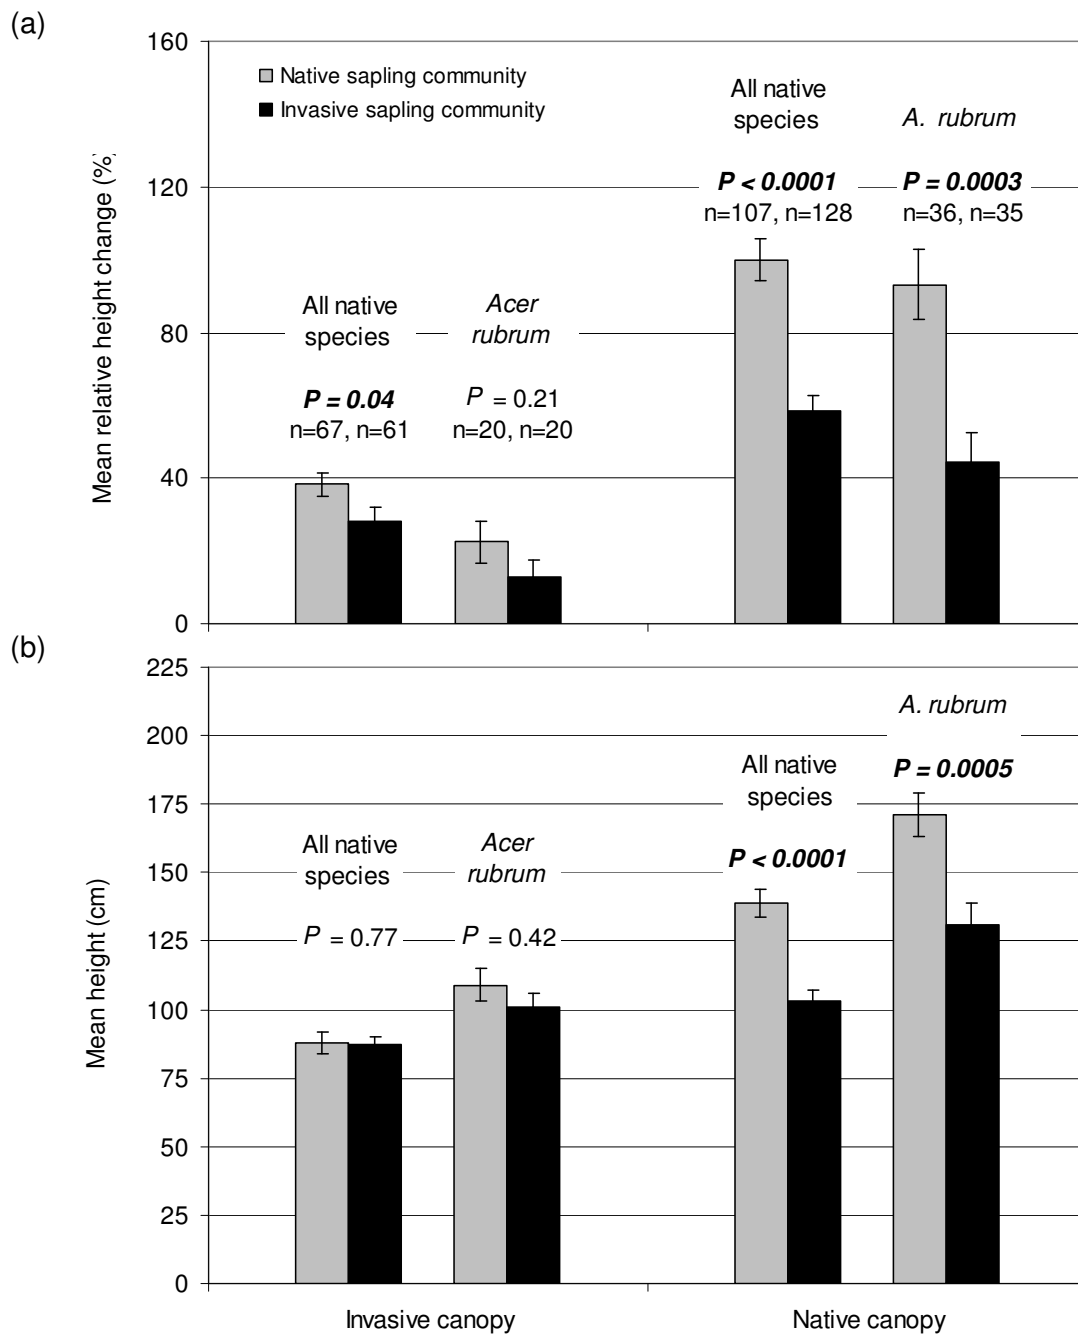 (a)
160
Native sapling community
Invasive sapling community
All native
species
A. rubrum
120
P < 0.0001
P = 0.0003
n=107, n=128
n=36, n=35
Mean relative height change (%)
All native
species
Acer
rubrum
80
P = 0.04
P = 0.21
n=67, n=61
n=20, n=20
40
0
(b)
225
A. rubrum
200
All native
species
P = 0.0005
175
All native
species
Acer
rubrum
P < 0.0001
150
P = 0.77
P = 0.42
125
Mean height (cm)
100
75
50
25
0
Invasive canopy
Native canopy